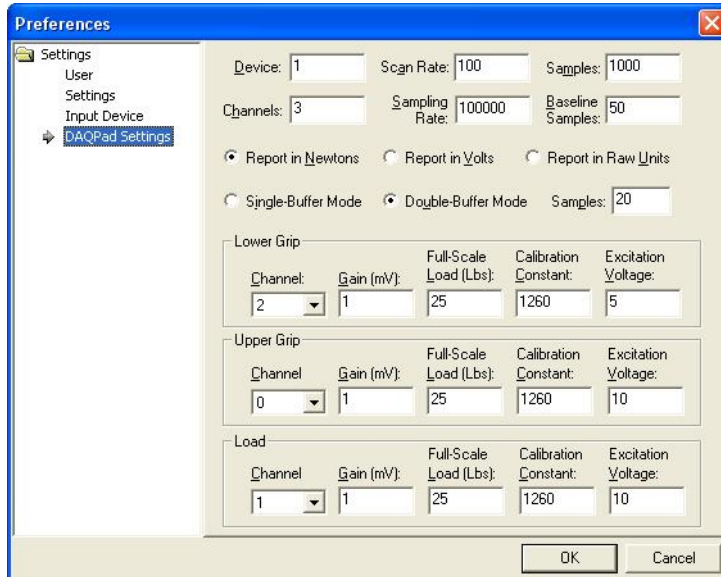 Preferences
Settings
User
Settings
Input Device
DAQPad Settings
Device: 1 Scan Rate: 100 Samples: 1000
Channels: 3 Sampling Rate: 100000 Baseline Samples: 50
Report in Newtons Report in Volts Report in Raw Units
Single-Buffer Mode Double-Buffer Mode Samples: 20
Lower Grip
Channel: Gain (mV): Full-Scale Load (Lbs): Calibration Constant: Excitation Voltage:
2 1 25 1260 5
Upper Grip
Channel Gain (mV): Full-Scale Load (Lbs): Calibration Constant: Excitation Voltage:
0 1 25 1260 10
Load
Channel Gain (mV): Full-Scale Load (Lbs): Calibration Constant: Excitation Voltage:
1 1 25 1260 10
OK Cancel